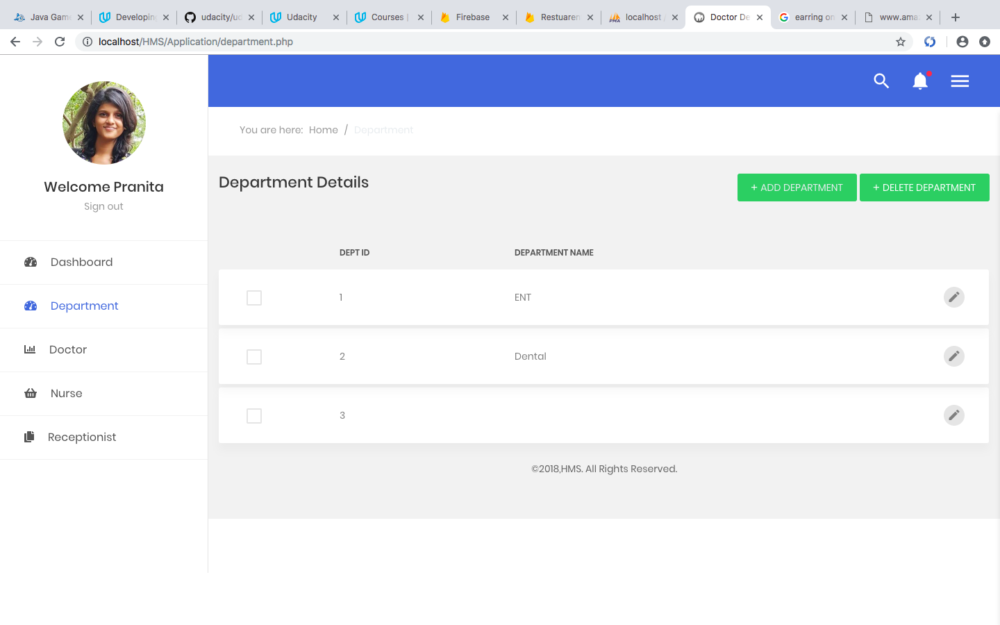 Java Game
Developing
udacity/ud
Udacity
Courses |
Firebase
Restuaren
localhost /
Doctor De
earring on
www.ama
localhost/HMS/Application/department.php
You are here: Home / Department
Welcome Pranita
Sign out
Dashboard
Department
Doctor
Nurse
Receptionist
Department Details
+ ADD DEPARTMENT
+ DELETE DEPARTMENT
DEPT ID DEPARTMENT NAME
1 ENT
2 Dental
3
©2018,HMS. All Rights Reserved.